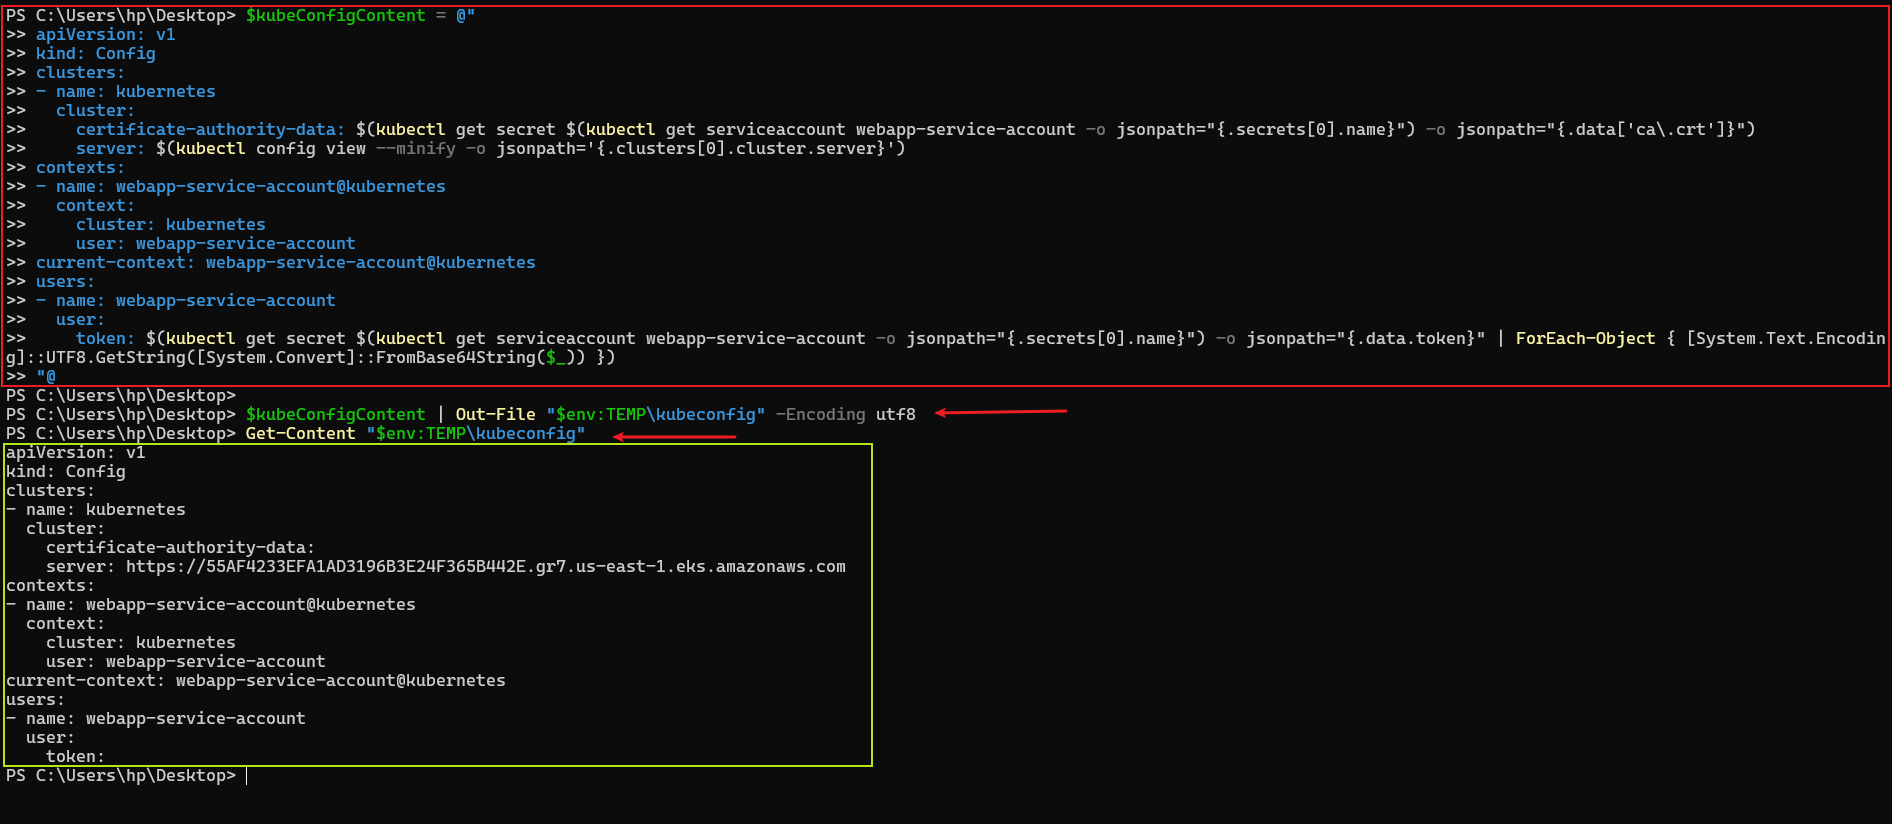 PS C:\Users\hp\Desktop> $kubeConfigContent = @"
>> apiVersion: v1
>> kind: Config
>> clusters:
>> - name: kubernetes
>>   cluster:
>>     certificate-authority-data: $(kubectl get secret $(kubectl get serviceaccount webapp-service-account -o jsonpath="{.secrets[0].name}") -o jsonpath="{.data['ca\.crt']}")
>>     server: $(kubectl config view --minify -o jsonpath='{.clusters[0].cluster.server}')
>> contexts:
>> - name: webapp-service-account@kubernetes
>>   context:
>>     cluster: kubernetes
>>     user: webapp-service-account
>> current-context: webapp-service-account@kubernetes
>> users:
>> - name: webapp-service-account
>>   user:
>>     token: $(kubectl get secret $(kubectl get serviceaccount webapp-service-account -o jsonpath="{.secrets[0].name}") -o jsonpath="{.data.token}" | ForEach-Object { [System.Text.Encodin
g]::UTF8.GetString([System.Convert]::FromBase64String($_)) })
>> "@
PS C:\Users\hp\Desktop>
PS C:\Users\hp\Desktop> $kubeConfigContent | Out-File "$env:TEMP\kubeconfig" -Encoding utf8
PS C:\Users\hp\Desktop> Get-Content "$env:TEMP\kubeconfig"
apiVersion: v1
kind: Config
clusters:
- name: kubernetes
  cluster:
    certificate-authority-data:
    server: https://55AF4233EFA1AD3196B3E24F365B442E.gr7.us-east-1.eks.amazonaws.com
contexts:
- name: webapp-service-account@kubernetes
  context:
    cluster: kubernetes
    user: webapp-service-account
current-context: webapp-service-account@kubernetes
users:
- name: webapp-service-account
  user:
    token:
PS C:\Users\hp\Desktop>